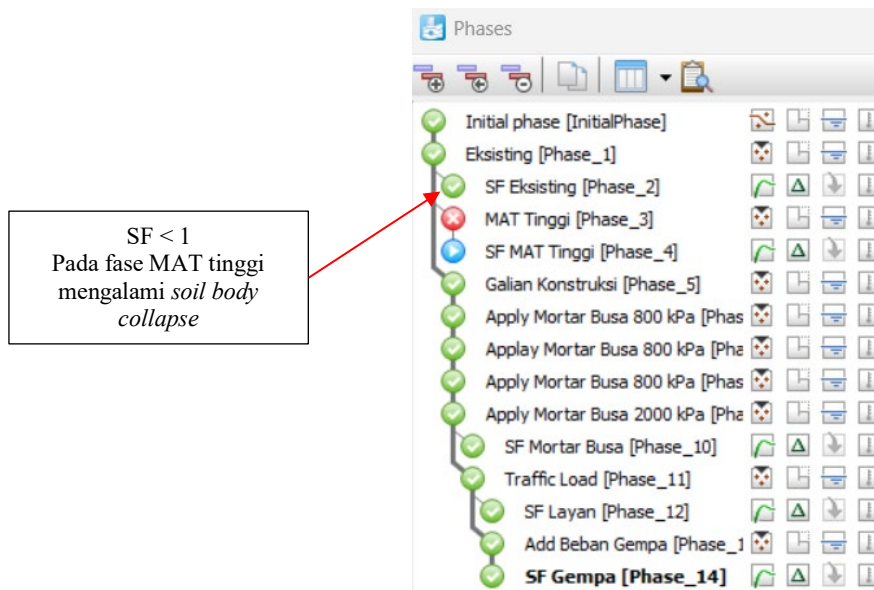 Phases
Initial phase [InitialPhase]
Eksisting [Phase_1]
SF Eksisting [Phase_2]
MAT Tinggi [Phase_3]
SF MAT Tinggi [Phase_4]
Galian Konstruksi [Phase_5]
Apply Mortar Busa 800 kPa [Phas
Applay Mortar Busa 800 kPa [Pha
Apply Mortar Busa 800 kPa [Phas
Apply Mortar Busa 2000 kPa [Pha
SF Mortar Busa [Phase_10]
Traffic Load [Phase_11]
SF Layan [Phase_12]
Add Beban Gempa [Phase_1
SF Gempa [Phase_14]
SF < 1
Pada fase MAT tinggi
mengalami soil body
collapse